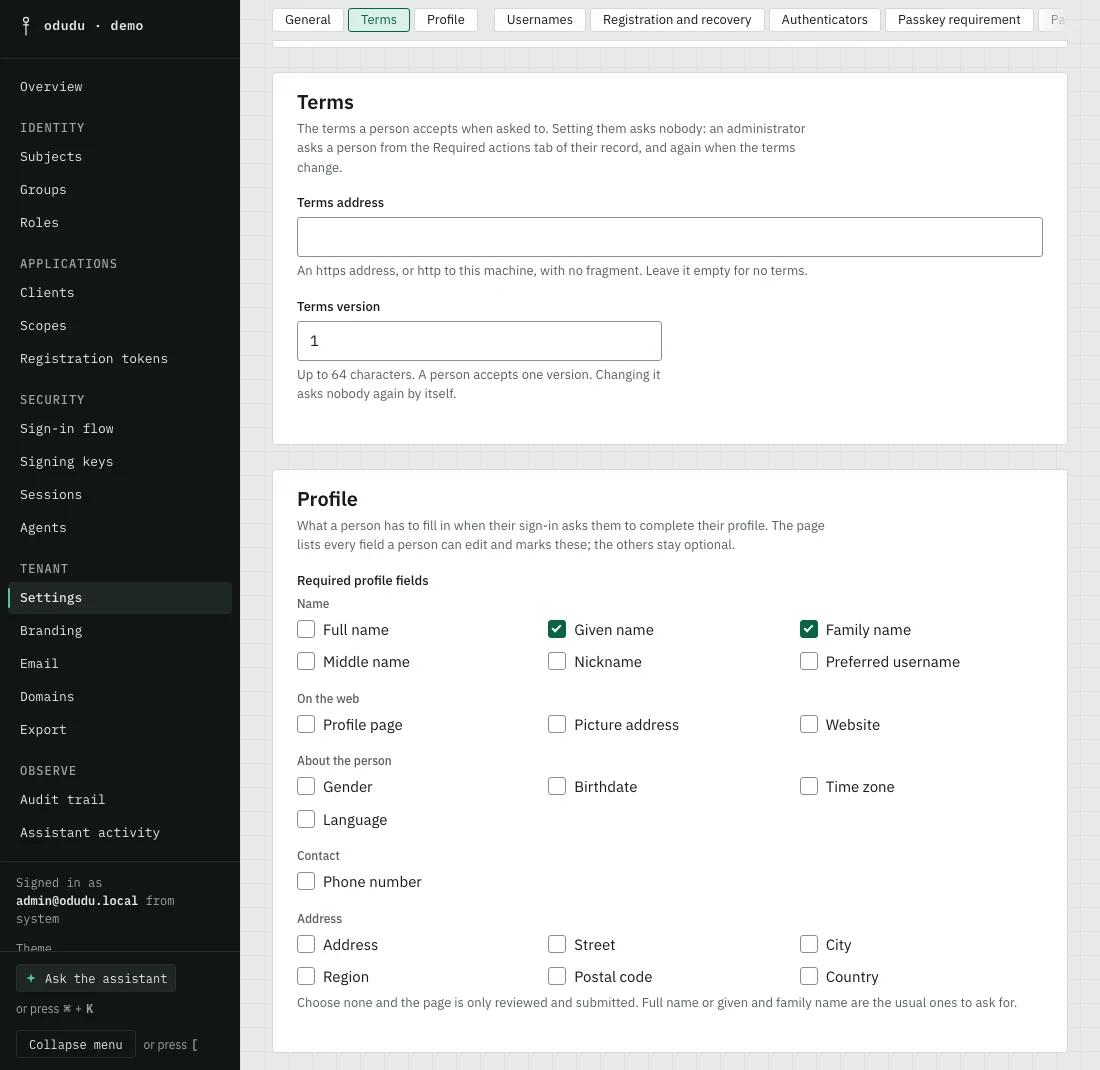 odudu · demo
Overview
IDENTITY
Subjects
Groups
Roles
APPLICATIONS
Clients
Scopes
Registration tokens
SECURITY
Sign-in flow
Signing keys
Sessions
Agents
TENANT
Settings
Branding
Email
Domains
Export
OBSERVE
Audit trail
Assistant activity
Signed in as
admin@odudu.local from
system
Theme
Ask the assistant
or press ⌘ + K
Collapse menu or press [
General Terms Profile Usernames Registration and recovery Authenticators Passkey requirement
Terms
The terms a person accepts when asked to. Setting them asks nobody: an administrator
asks a person from the Required actions tab of their record, and again when the terms
change.
Terms address
An https address, or http to this machine, with no fragment. Leave it empty for no terms.
Terms version
1
Up to 64 characters. A person accepts one version. Changing it
asks nobody again by itself.
Profile
What a person has to fill in when their sign-in asks them to complete their profile. The page
lists every field a person can edit and marks these; the others stay optional.
Required profile fields
Name
Full name Given name Family name
Middle name Nickname Preferred username
On the web
Profile page Picture address Website
About the person
Gender Birthdate Time zone
Language
Contact
Phone number
Address
Address Street City
Region Postal code Country
Choose none and the page is only reviewed and submitted. Full name or given and family name are the usual ones to ask for.